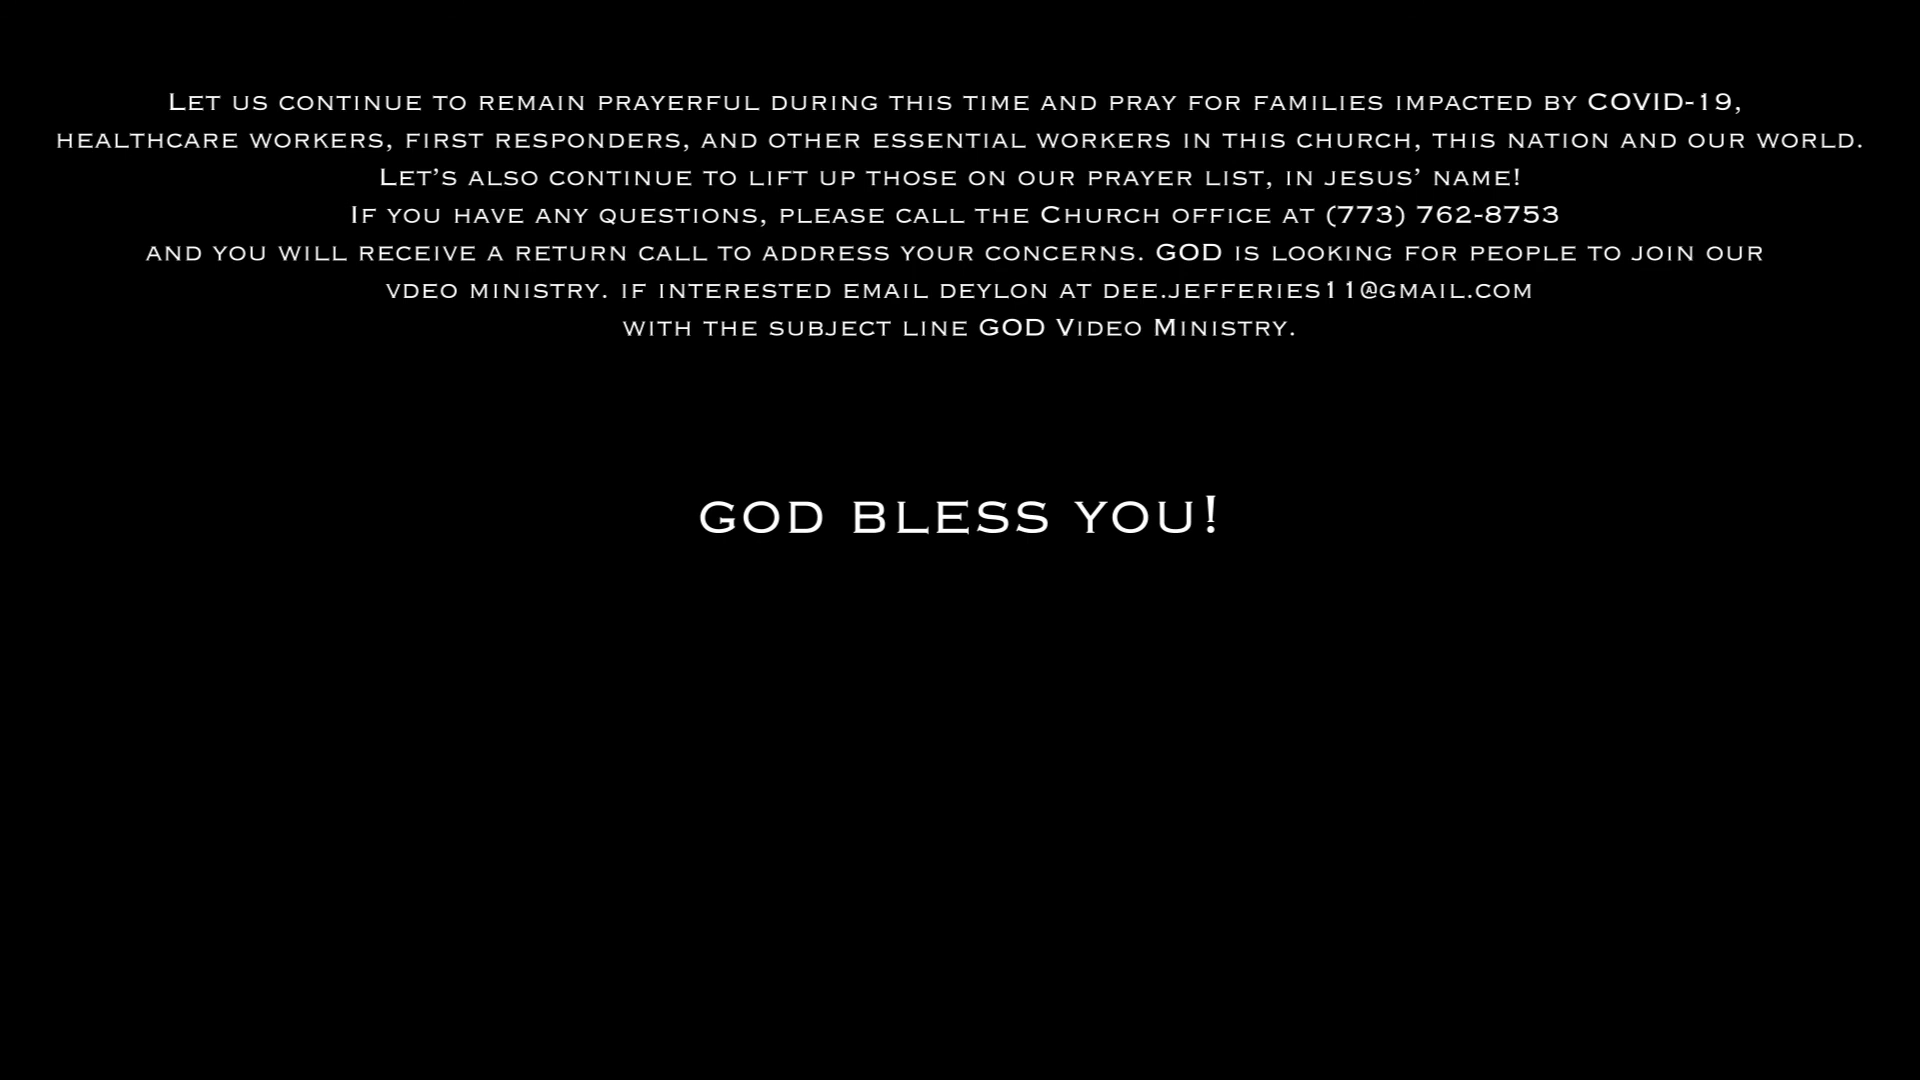 Let us continue to remain prayerful during this time and pray for families impacted by COVID-19,
healthcare workers, first responders, and other essential workers in this church, this nation and our world.
Let’s also continue to lift up those on our prayer list, in jesus’ name!
If you have any questions, please call the Church office at (773) 762-8753
and you will receive a return call to address your concerns. GOD is looking for people to join our
vdeo ministry. if interested email deylon at dee.jefferies11@gmail.com
with the subject line GOD Video Ministry.
GOD BLESS YOU!